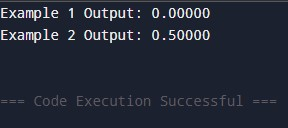 Example 1 Output: 0.00000
Example 2 Output: 0.50000
=== Code Execution Successful ===